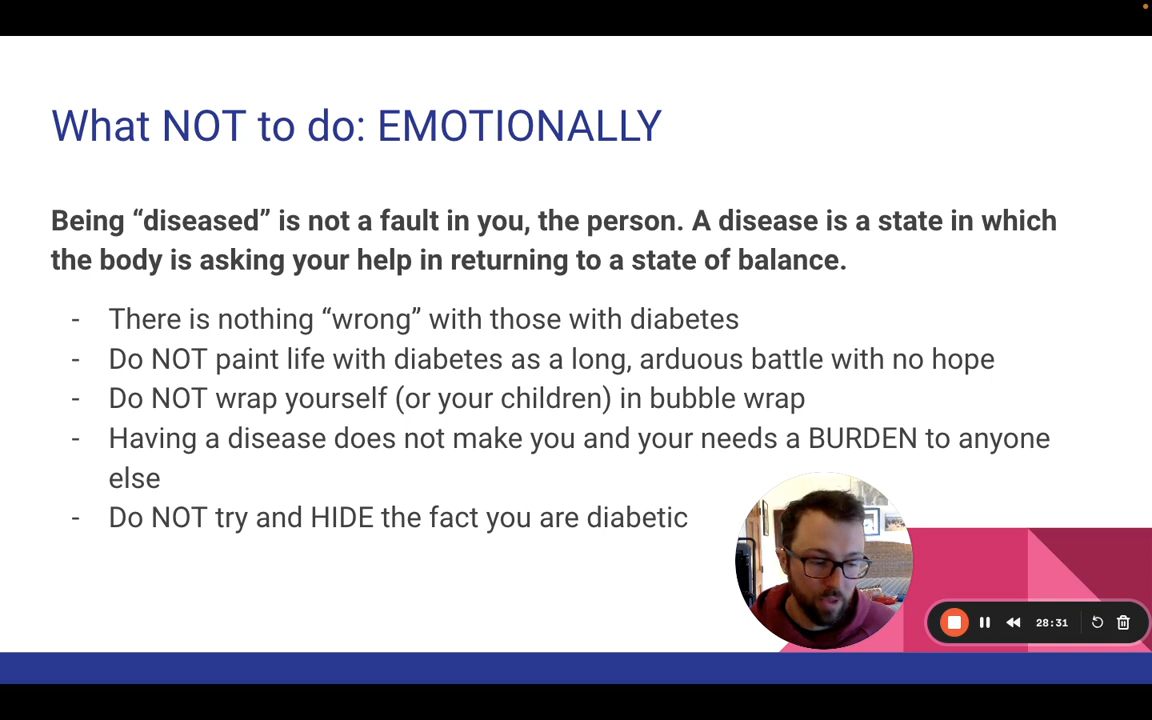 What NOT to do: EMOTIONALLY
Being “diseased” is not a fault in you, the person. A disease is a state in which
the body is asking your help in returning to a state of balance.
- There is nothing “wrong” with those with diabetes
- Do NOT paint life with diabetes as a long, arduous battle with no hope
- Do NOT wrap yourself (or your children) in bubble wrap
- Having a disease does not make you and your needs a BURDEN to anyone
else
- Do NOT try and HIDE the fact you are diabetic
28:31